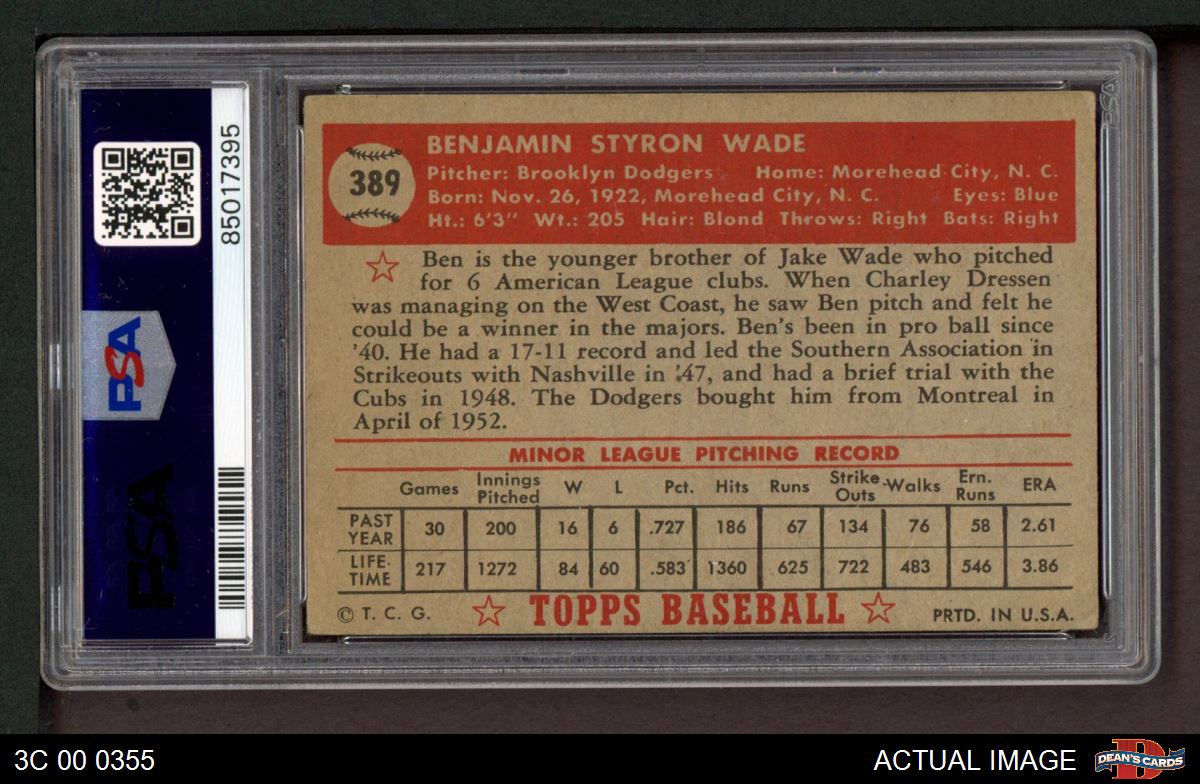 85017395
PSA
PSA
389
BENJAMIN STYRON WADE
Pitcher: Brooklyn Dodgers Home: Morehead City, N. C.
Born: Nov. 26, 1922, Morehead City, N. C. Eyes: Blue
Ht.: 6'3" Wt.: 205 Hair: Blond Throws: Right Bats: Right
Ben is the younger brother of Jake Wade who pitched
for 6 American League clubs. When Charley Dressen
was managing on the West Coast, he saw Ben pitch and felt he
could be a winner in the majors. Ben's been in pro ball since
'40. He had a 17-11 record and led the Southern Association in
Strikeouts with Nashville in '47, and had a brief trial with the
Cubs in 1948. The Dodgers bought him from Montreal in
April of 1952.
MINOR LEAGUE PITCHING RECORD
Games Innings Pitched W L Pct. Hits Runs Strike Outs Walks Ern. Runs ERA
PAST YEAR 30 200 16 6 .727 186 67 134 76 58 2.61
LIFE-TIME 217 1272 84 60 .583 1360 625 722 483 546 3.86
© T. C. G. TOPPS BASEBALL PRTD. IN U.S.A.
3C 00 0355 ACTUAL IMAGE D DEAN'S CARDS